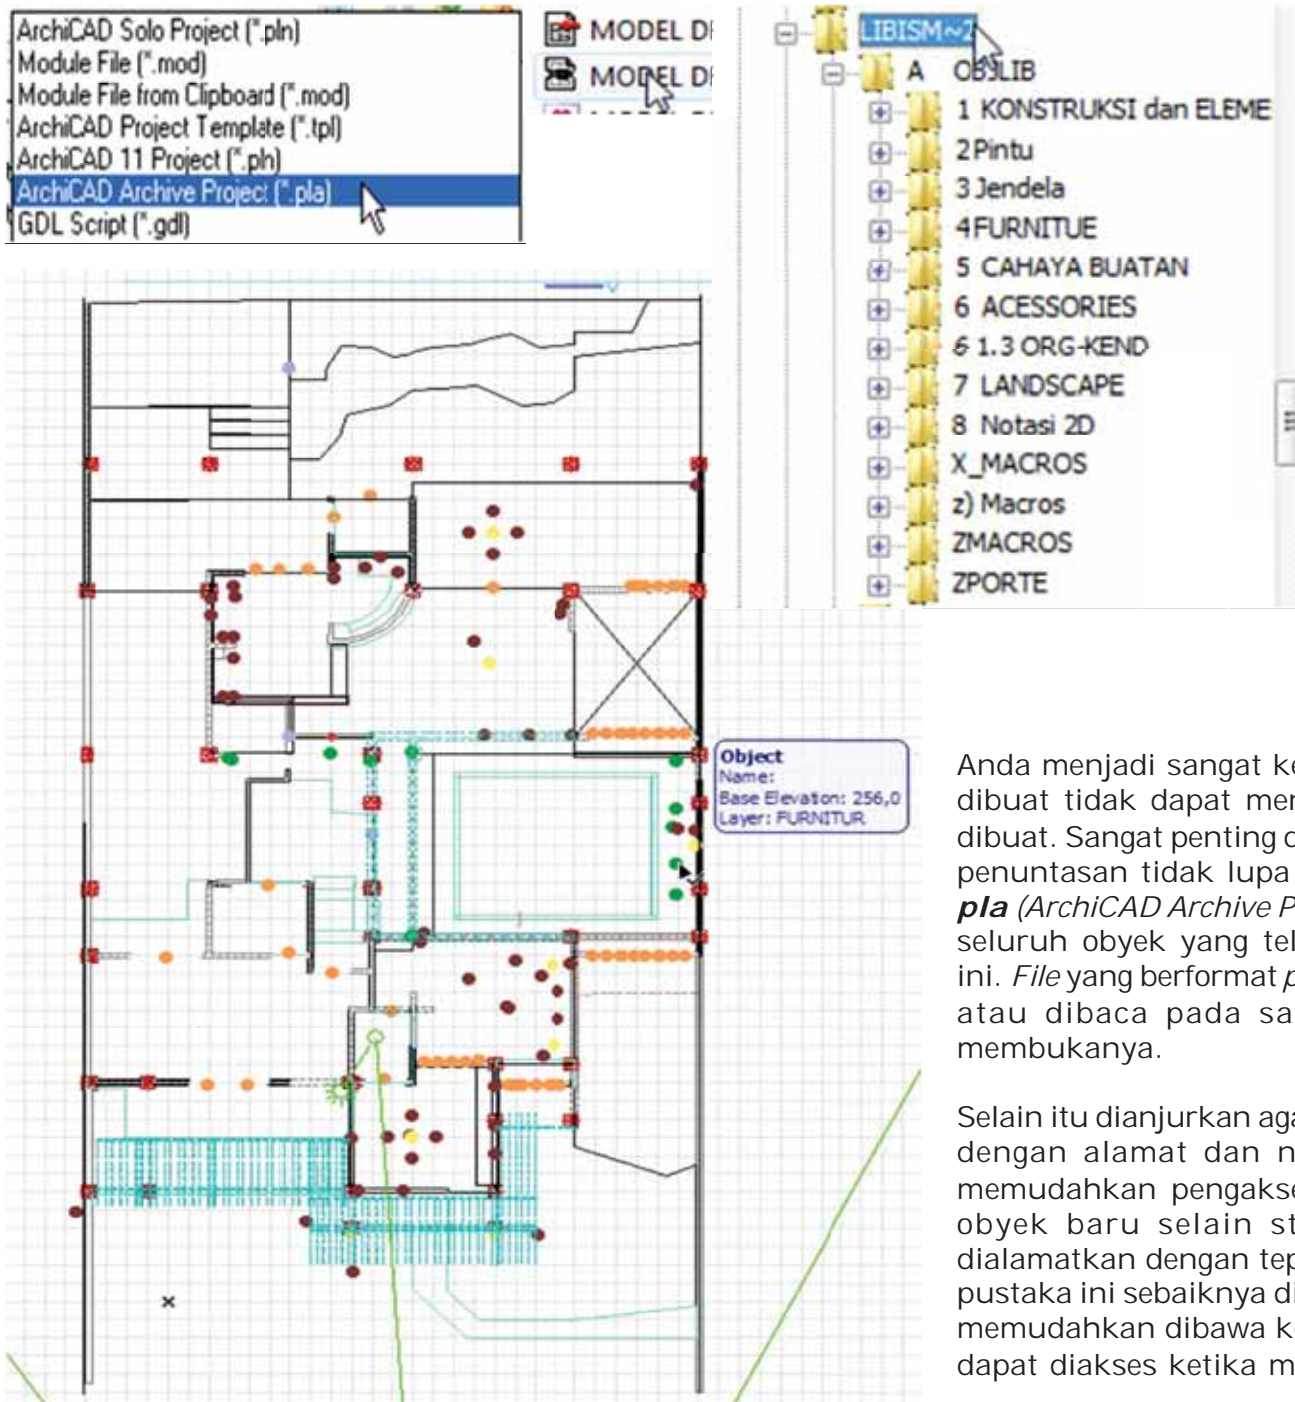 ArchiCAD Solo Project (*.pln)
Module File (*.mod)
Module File from Clipboard (*.mod)
ArchiCAD Project Template (*.tpl)
ArchiCAD 11 Project (*.pln)
ArchiCAD Archive Project (*.pla)
GDL Script (*.gdl)
MODEL
MODEL
LIBISM~2
A OBJLIB
1 KONSTRUKSI dan ELEME
2Pintu
3 Jendela
4FURNITUE
5 CAHAYA BUATAN
6 ACESSORIES
6 1.3 ORG-KEND
7 LANDSCAPE
8 Notasi 2D
X_MACROS
z) Macros
ZMACROS
ZPORTE
Object
Name:
Base Elevation: 256,0
Layer: FURNITUR
Anda menjadi sangat ke
dibuat tidak dapat mer
dibuat. Sangat penting
penuntasan tidak lupa
pla (ArchiCAD Archive P
seluruh obyek yang tel
ini. File yang berformat p
atau dibaca pada sa
membukanya.
Selain itu dianjurkan aga
dengan alamat dan n
memudahkan pengakse
obyek baru selain st
dialamatkan dengan tep
pustaka ini sebaiknya di
memudahkan dibawa ke
dapat diakses ketika m